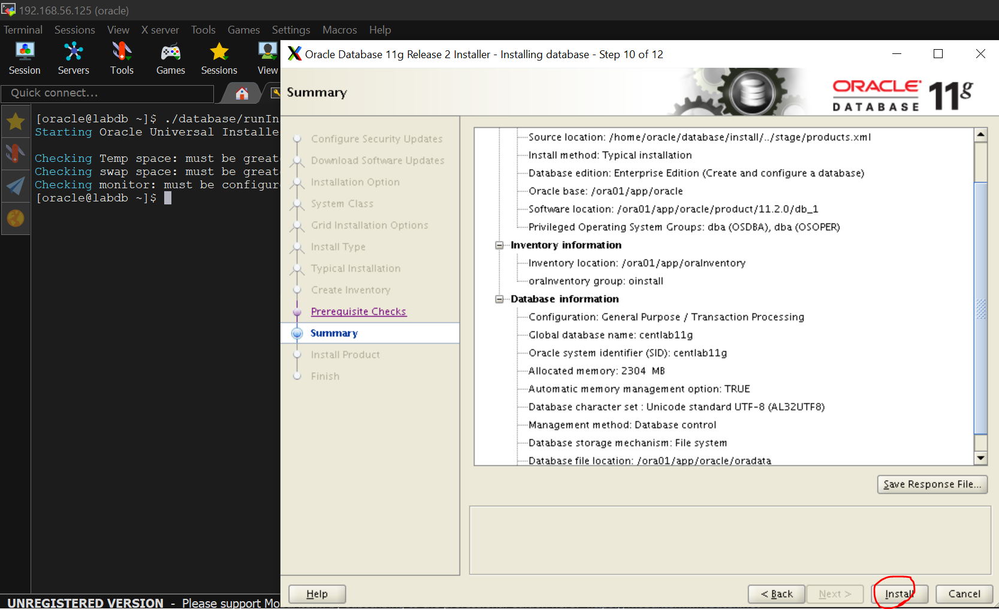 192.168.56.125 (oracle)
Terminal Sessions View X server Tools Games Settings Macros Help
Session Servers Tools Games Sessions View
Quick connect...
[oracle@labdb ~]$ ./database/runIn
Starting Oracle Universal Installe
Checking Temp space: must be great
Checking swap space: must be great
Checking monitor: must be configur
[oracle@labdb ~]$
Oracle Database 11g Release 2 Installer - Installing database - Step 10 of 12
Summary
ORACLE
DATABASE
11g
Configure Security Updates
Download Software Updates
Installation Option
System Class
Grid Installation Options
Install Type
Typical Installation
Create Inventory
Prerequisite Checks
Summary
Install Product
Finish
Source location: /home/oracle/database/install/../stage/products.xml
Install method: Typical installation
Database edition: Enterprise Edition (Create and configure a database)
Oracle base: /ora01/app/oracle
Software location: /ora01/app/oracle/product/11.2.0/db_1
Privileged Operating System Groups: dba (OSDBA), dba (OSOPER)
Inventory information
Inventory location: /ora01/app/oraInventory
oraInventory group: oinstall
Database information
Configuration: General Purpose / Transaction Processing
Global database name: centlab11g
Oracle system identifier (SID): centlab11g
Allocated memory: 2304 MB
Automatic memory management option: TRUE
Database character set : Unicode standard UTF-8 (AL32UTF8)
Management method: Database control
Database storage mechanism: File system
Database file location: /ora01/app/oracle/oradata
Save Response File...
Help
< Back Next > Install Cancel
UNREGISTERED VERSION - Please support Mo